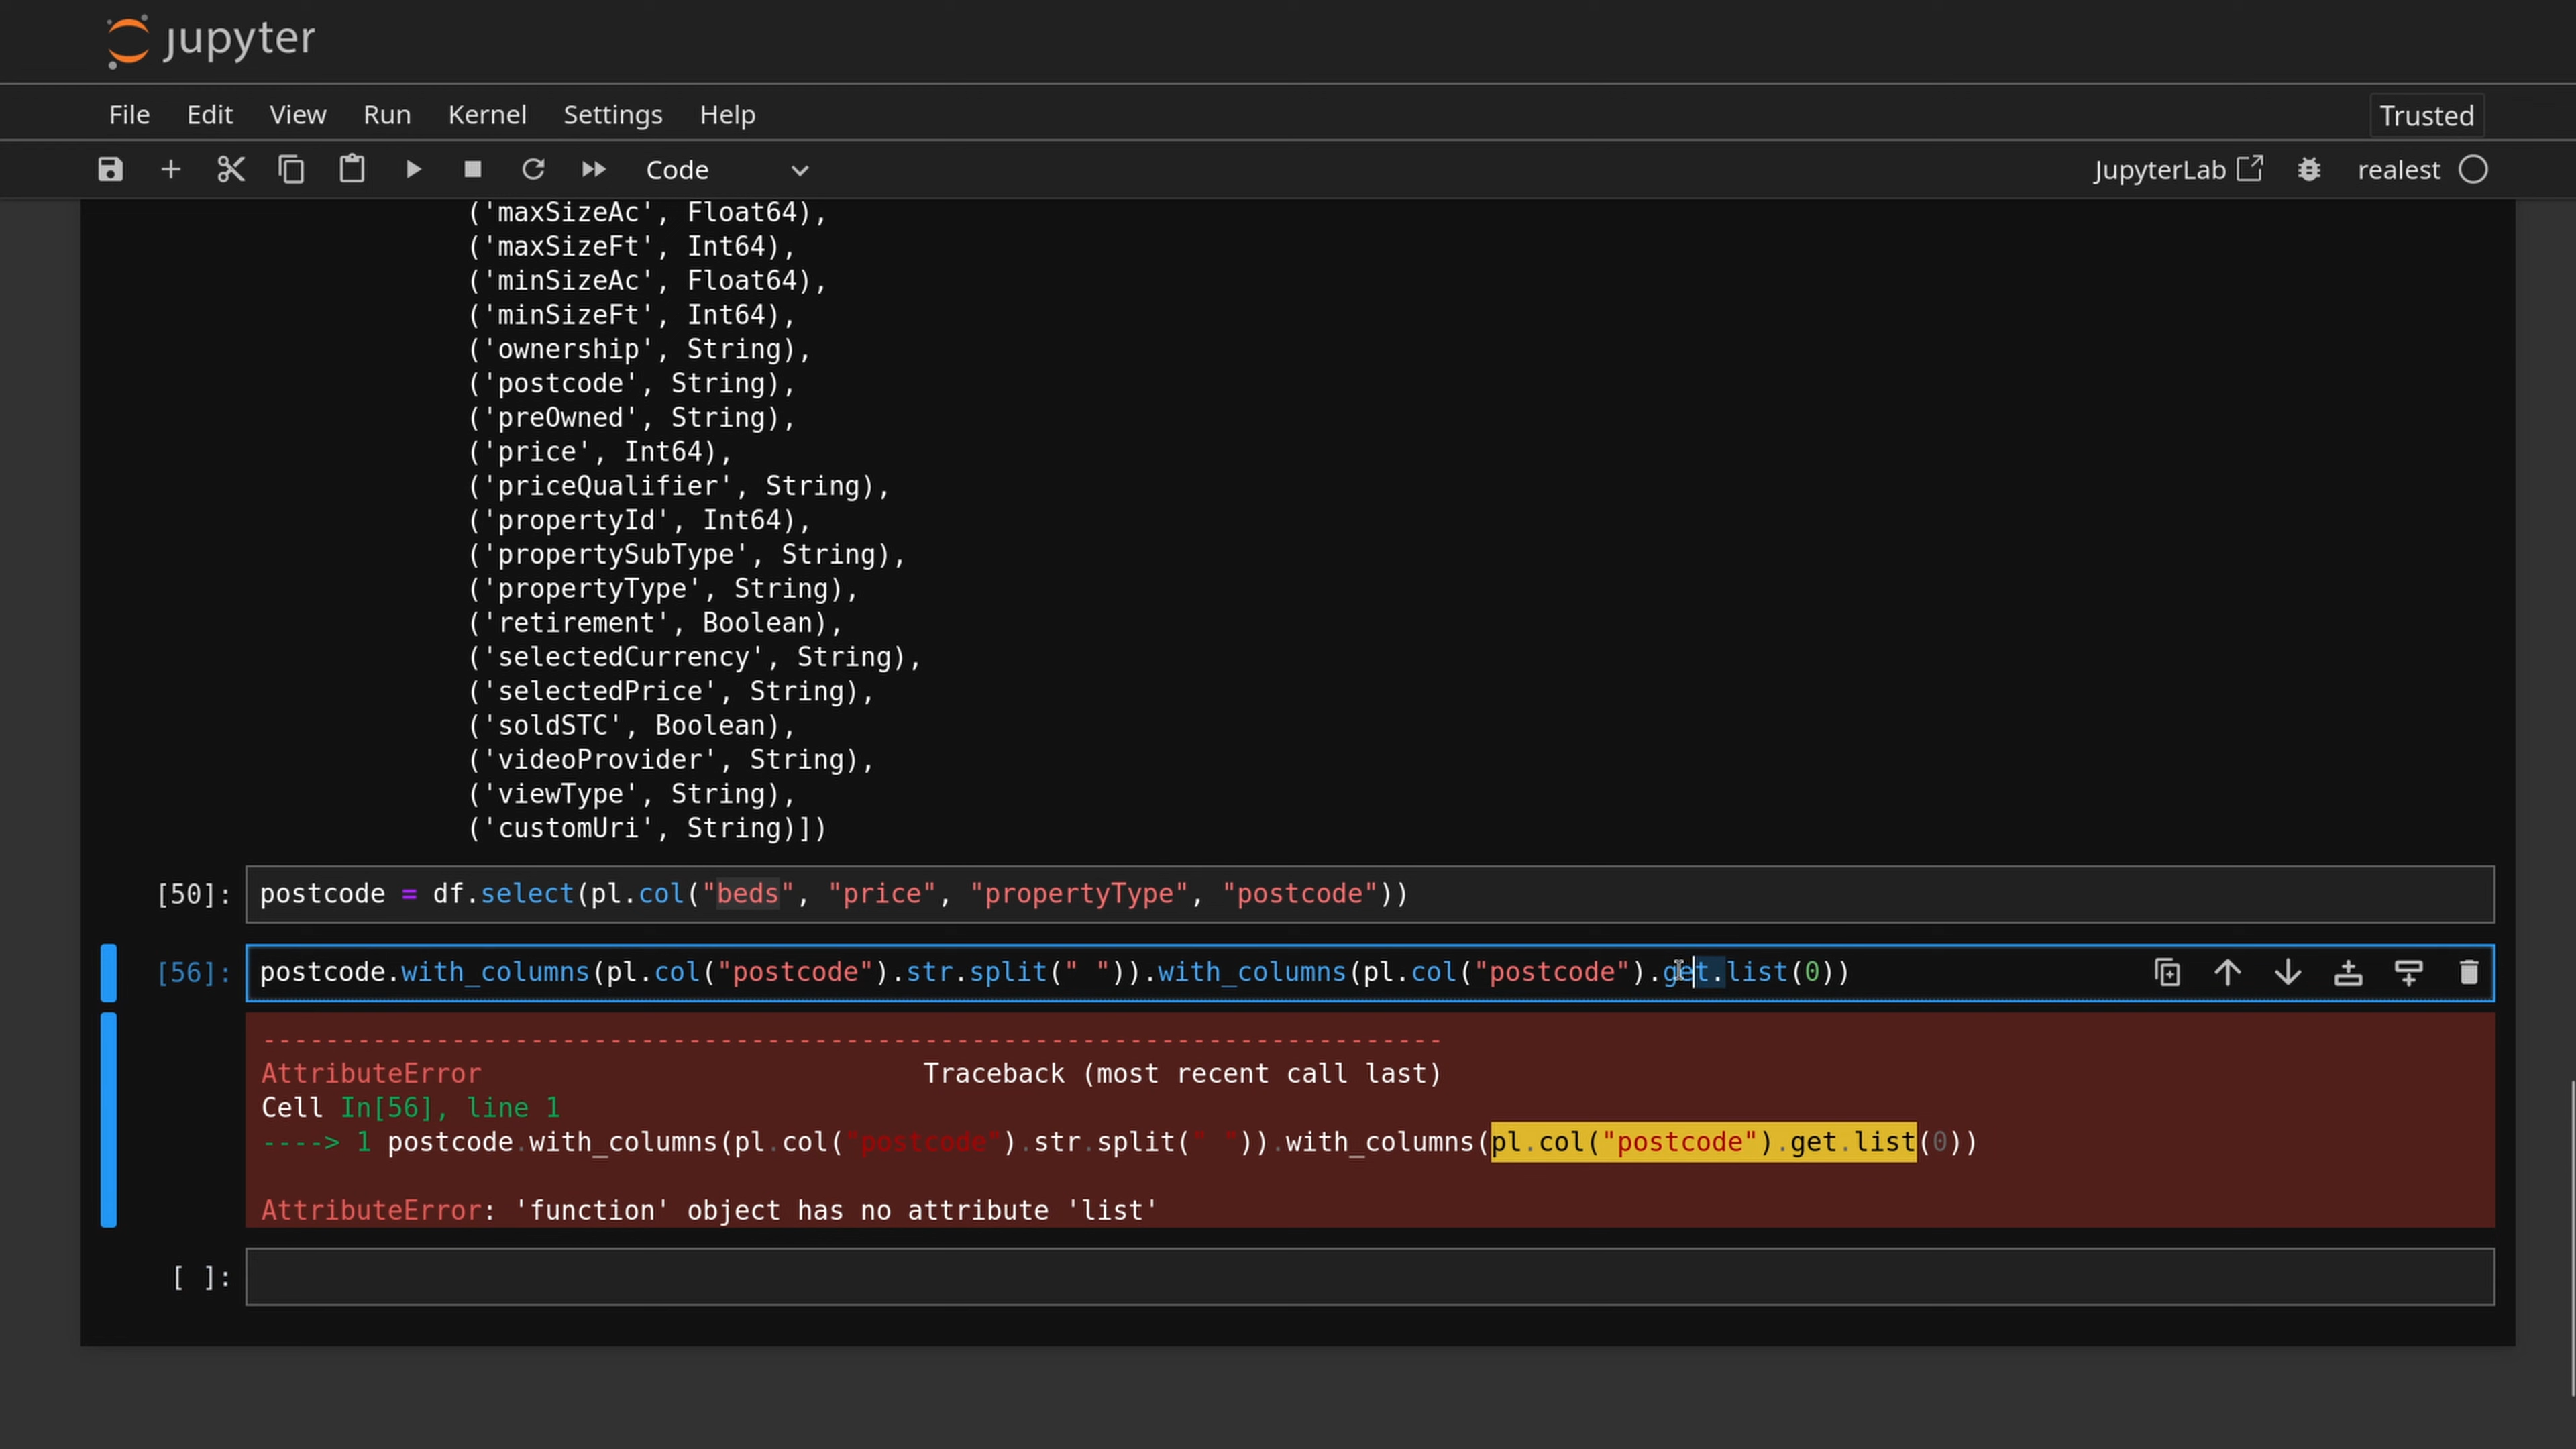 jupyter
File Edit View Run Kernel Settings Help Trusted
Code JupyterLab realest
('maxSizeAc', Float64),
('maxSizeFt', Int64),
('minSizeAc', Float64),
('minSizeFt', Int64),
('ownership', String),
('postcode', String),
('preOwned', String),
('price', Int64),
('priceQualifier', String),
('propertyId', Int64),
('propertySubType', String),
('propertyType', String),
('retirement', Boolean),
('selectedCurrency', String),
('selectedPrice', String),
('soldSTC', Boolean),
('videoProvider', String),
('viewType', String),
('customUri', String)])
[50]: postcode = df.select(pl.col("beds", "price", "propertyType", "postcode"))
[56]: postcode.with_columns(pl.col("postcode").str.split(" ")).with_columns(pl.col("postcode").get.list(0))
---------------------------------------------------------------------------
AttributeError Traceback (most recent call last)
Cell In[56], line 1
----> 1 postcode.with_columns(pl.col("postcode").str.split(" ")).with_columns(pl.col("postcode").get.list(0))
AttributeError: 'function' object has no attribute 'list'
[ ]: